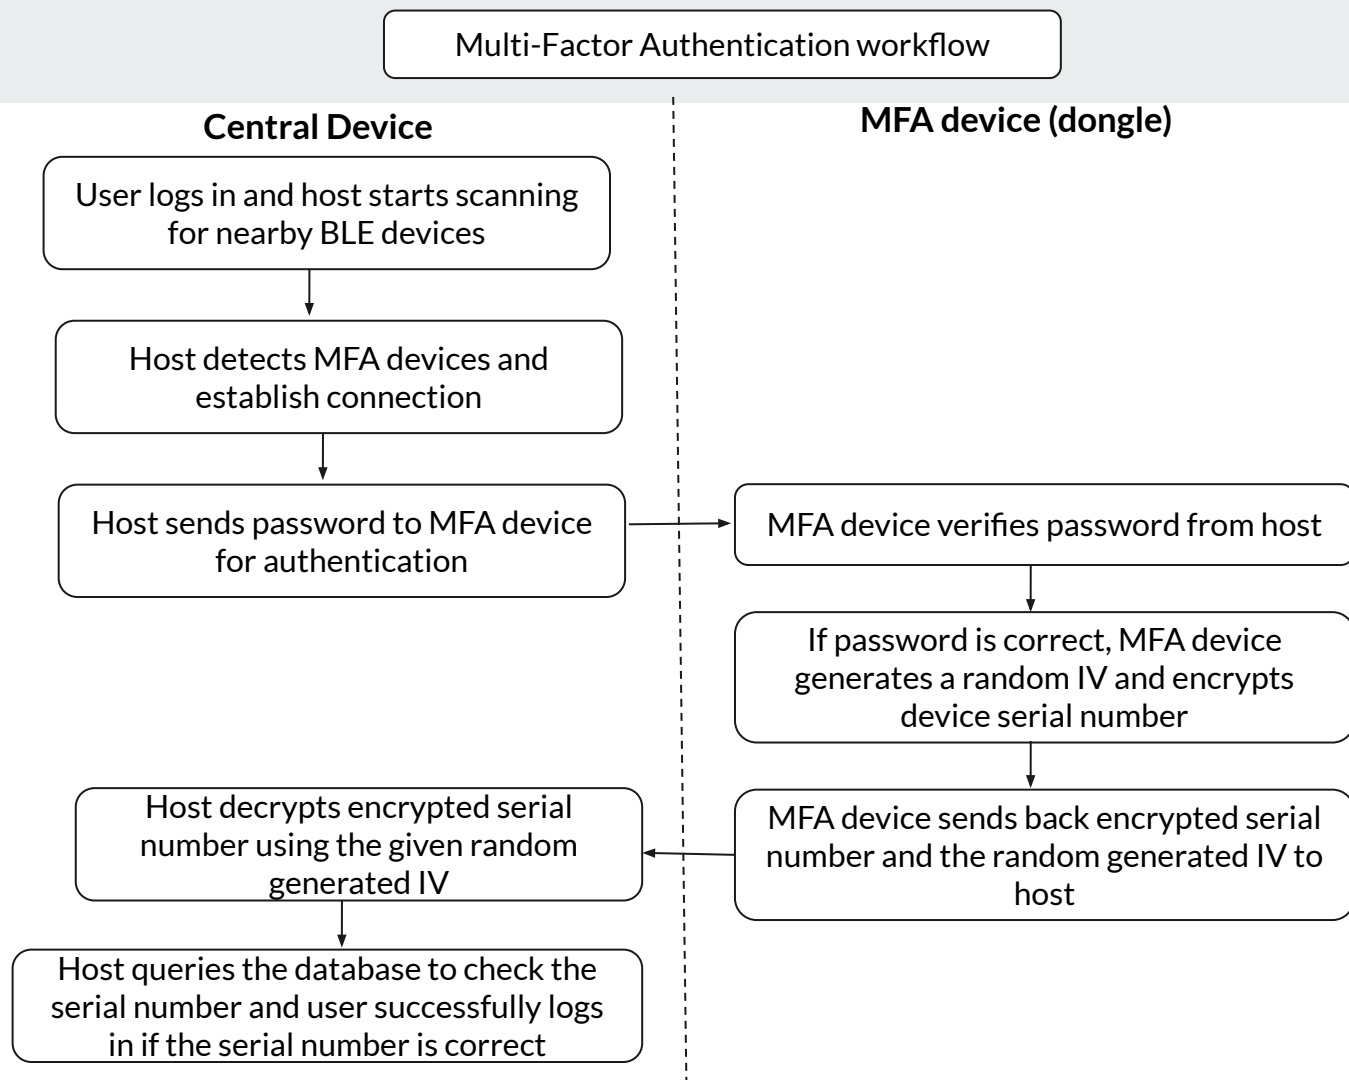 Multi-Factor Authentication workflow
Central Device
MFA device (dongle)
User logs in and host starts scanning
for nearby BLE devices
Host detects MFA devices and
establish connection
Host sends password to MFA device
for authentication
MFA device verifies password from host
If password is correct, MFA device
generates a random IV and encrypts
device serial number
MFA device sends back encrypted serial
number and the random generated IV to
host
Host decrypts encrypted serial
number using the given random
generated IV
Host queries the database to check the
serial number and user successfully logs
in if the serial number is correct